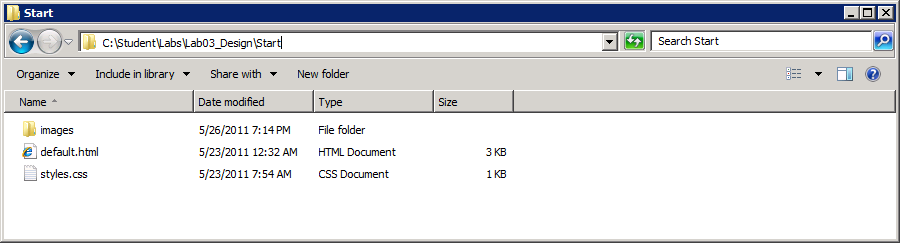 Start
C:\Student\Labs\Lab03_Design\Start Search Start
Organize Include in library Share with New folder
Name Date modified Type Size
images 5/26/2011 7:14 PM File folder
default.html 5/23/2011 12:32 AM HTML Document 3 KB
styles.css 5/23/2011 7:54 AM CSS Document 1 KB